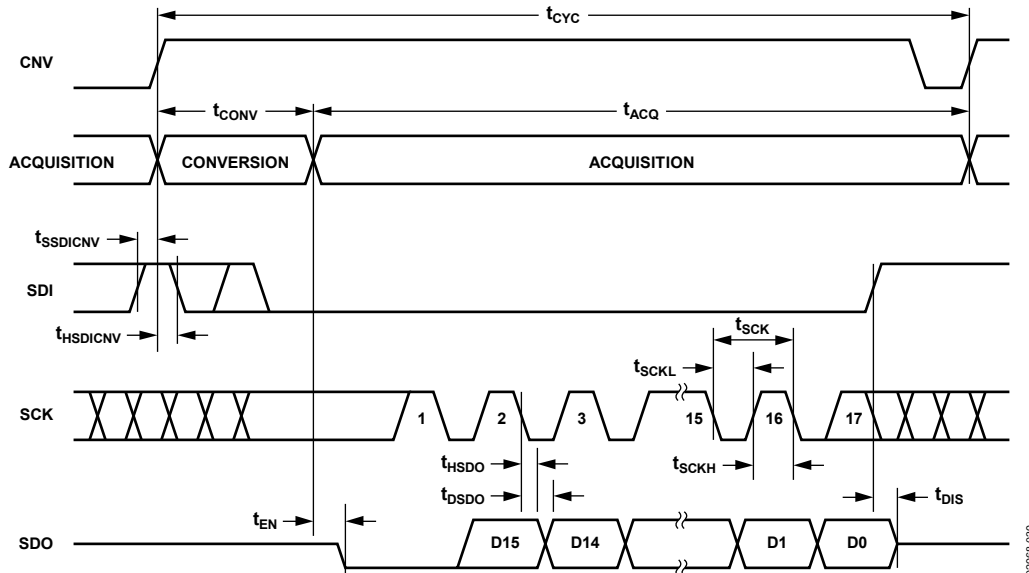 tCYC
CNV
tCONV
tACQ
ACQUISITION
CONVERSION
ACQUISITION
tSSDICNV
SDI
tHSDICNV
tSCK
tSCKL
SCK
1
2
3
15
16
17
tHSDO
tSCKH
tDSDO
tEN
tDIS
SDO
D15
D14
D1
D0